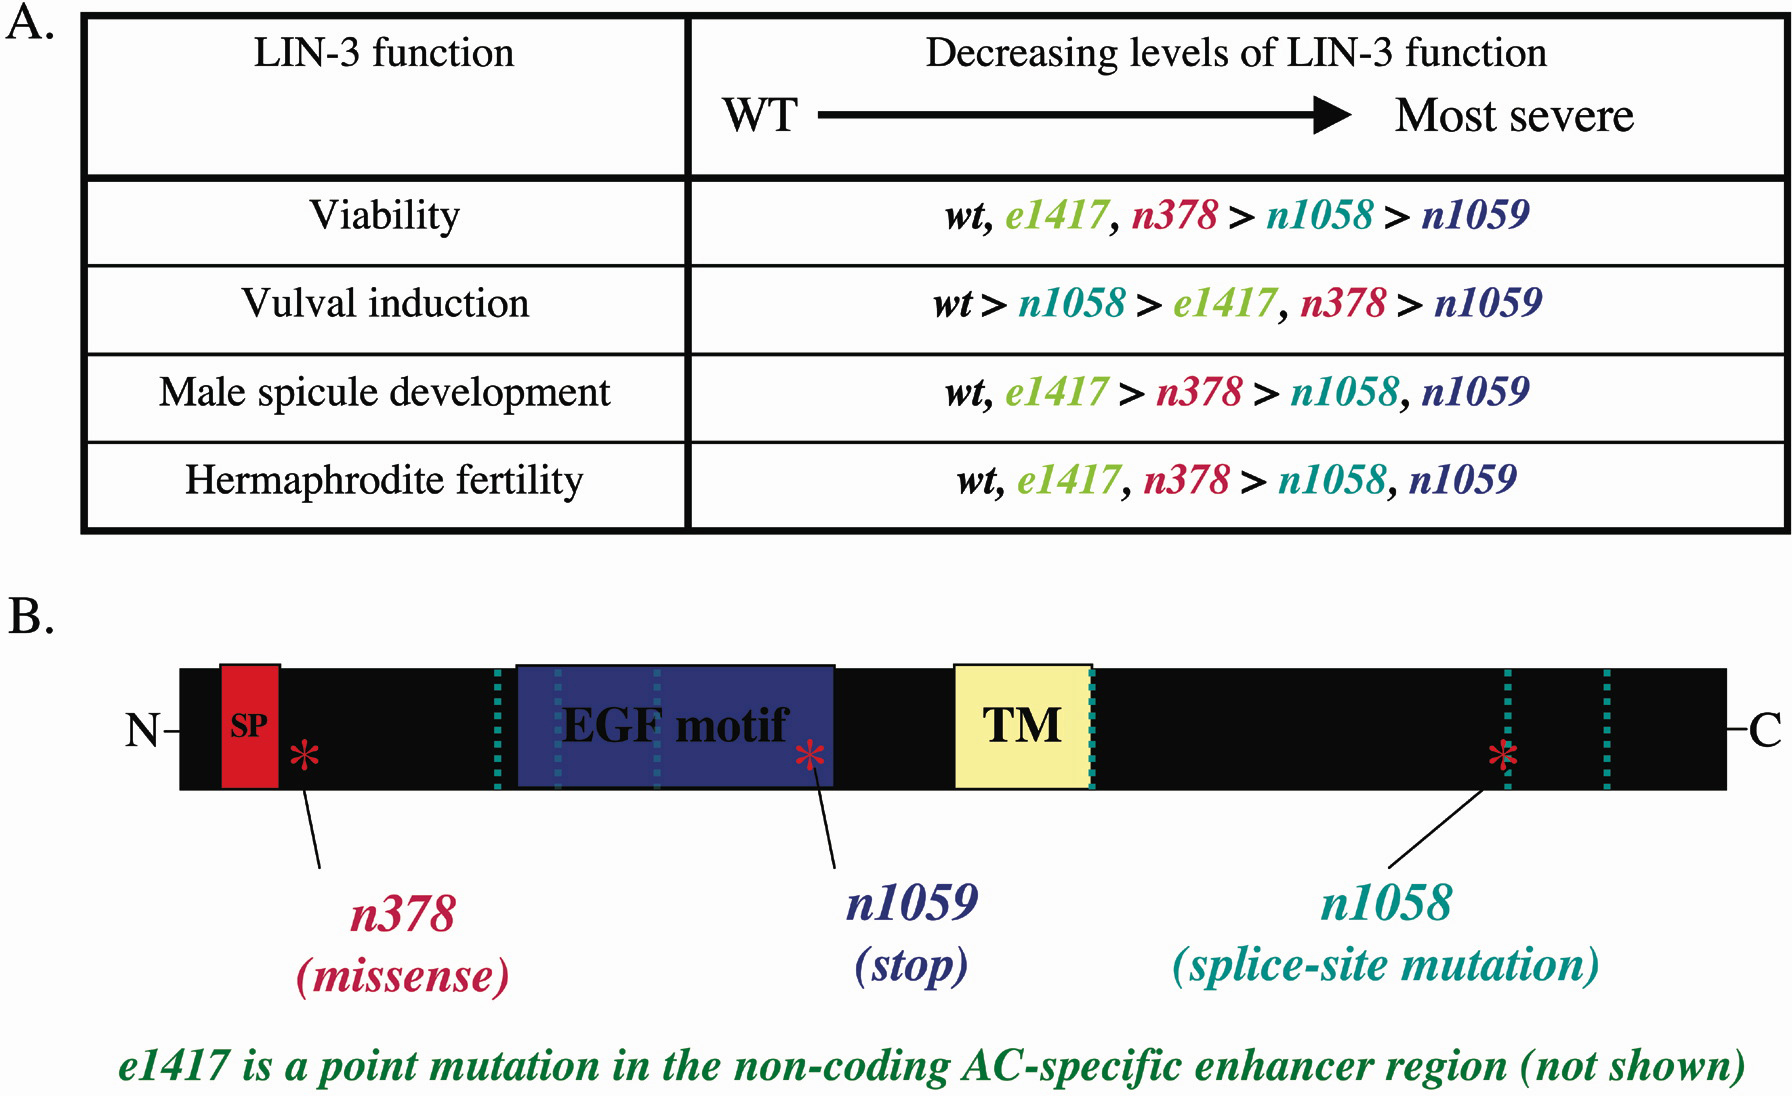 A.
LIN-3 function
Decreasing levels of LIN-3 function
WT Most severe
Viability
wt, e1417, n378 > n1058 > n1059
Vulval induction
wt > n1058 > e1417, n378 > n1059
Male spicule development
wt, e1417 > n378 > n1058, n1059
Hermaphrodite fertility
wt, e1417, n378 > n1058, n1059
B.
N
SP
*
EGF motif
*
TM
*
C
n378
(missense)
n1059
(stop)
n1058
(splice-site mutation)
e1417 is a point mutation in the non-coding AC-specific enhancer region (not shown)